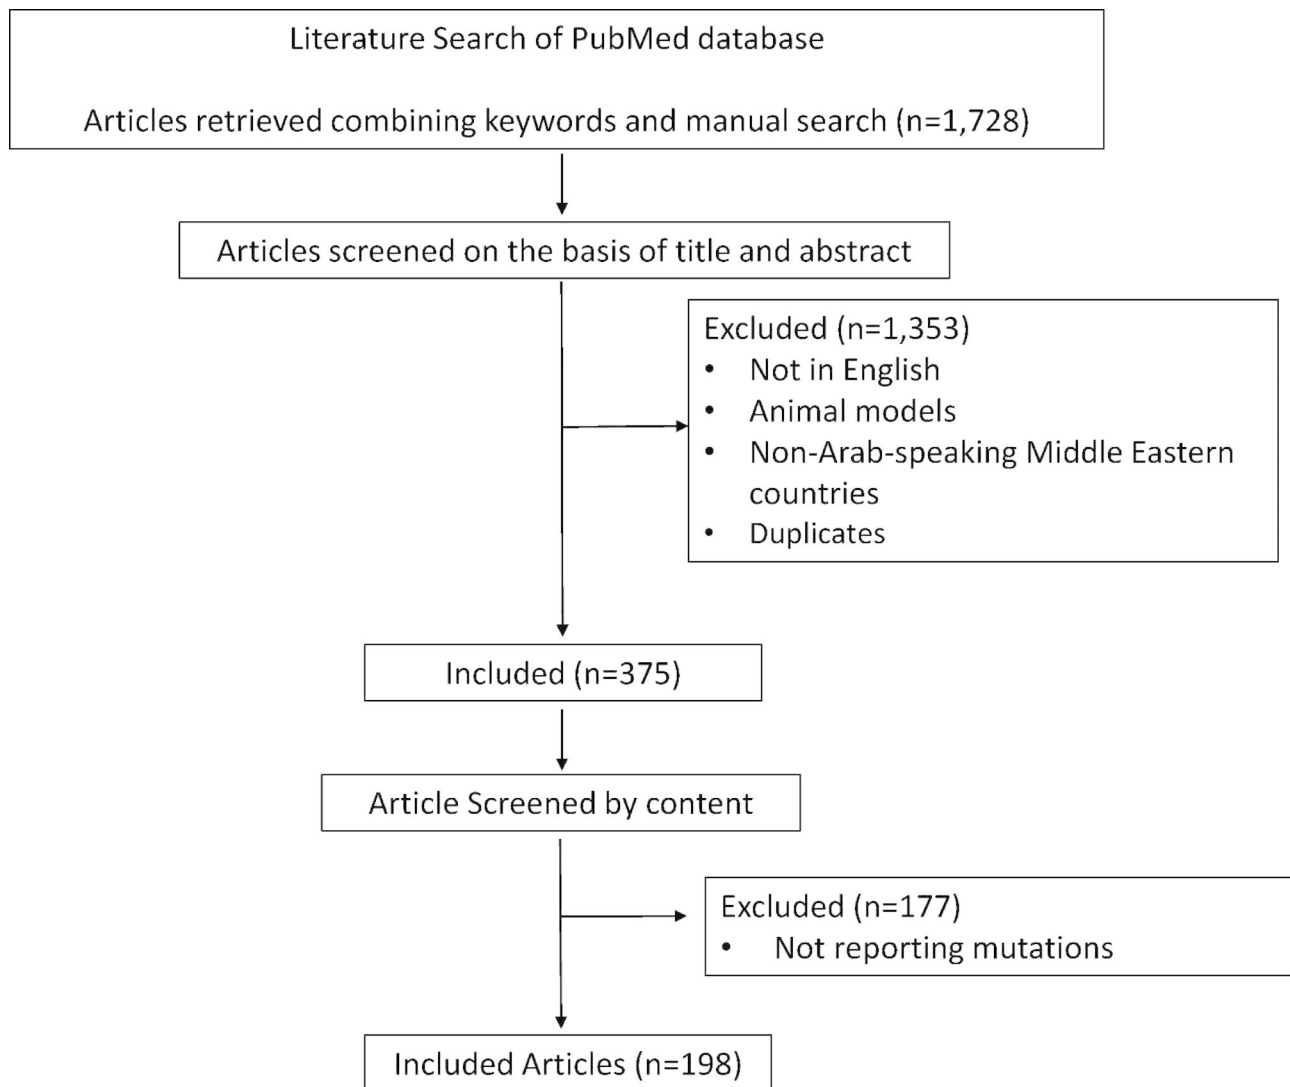 Literature Search of PubMed database
Articles retrieved combining keywords and manual search (n=1,728)
Articles screened on the basis of title and abstract
Excluded (n=1,353)
• Not in English
• Animal models
• Non-Arab-speaking Middle Eastern
countries
• Duplicates
Included (n=375)
Article Screened by content
Excluded (n=177)
• Not reporting mutations
Included Articles (n=198)